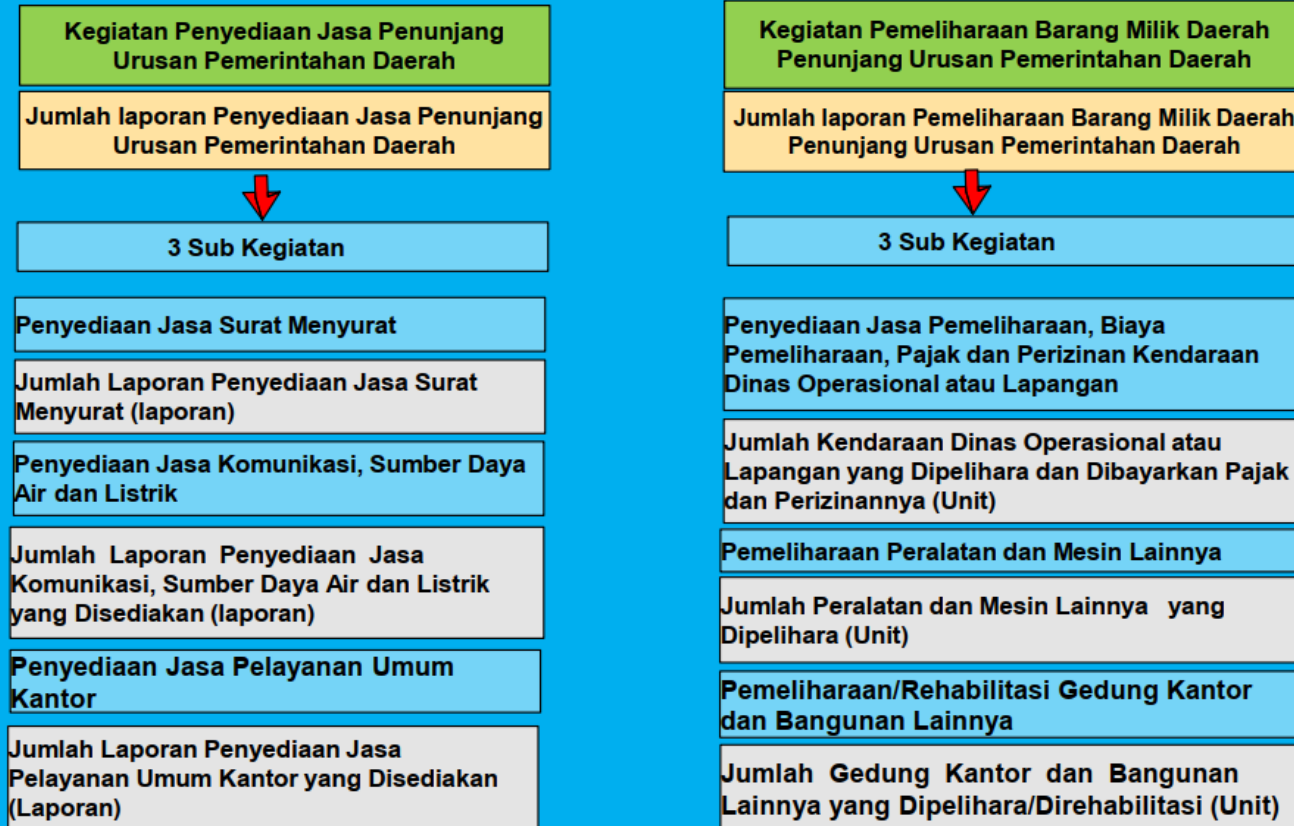 Kegiatan Penyediaan Jasa Penunjang
Urusan Pemerintahan Daerah
Jumlah laporan Penyediaan Jasa Penunjang
Urusan Pemerintahan Daerah
3 Sub Kegiatan
Penyediaan Jasa Surat Menyurat
Jumlah Laporan Penyediaan Jasa Surat
Menyurat (laporan)
Penyediaan Jasa Komunikasi, Sumber Daya
Air dan Listrik
Jumlah Laporan Penyediaan Jasa
Komunikasi, Sumber Daya Air dan Listrik
yang Disediakan (laporan)
Penyediaan Jasa Pelayanan Umum
Kantor
Jumlah Laporan Penyediaan Jasa
Pelayanan Umum Kantor yang Disediakan
(Laporan)
Kegiatan Pemeliharaan Barang Milik Daerah
Penunjang Urusan Pemerintahan Daerah
Jumlah laporan Pemeliharaan Barang Milik Daerah
Penunjang Urusan Pemerintahan Daerah
3 Sub Kegiatan
Penyediaan Jasa Pemeliharaan, Biaya
Pemeliharaan, Pajak dan Perizinan Kendaraan
Dinas Operasional atau Lapangan
Jumlah Kendaraan Dinas Operasional atau
Lapangan yang Dipelihara dan Dibayarkan Pajak
dan Perizinannya (Unit)
Pemeliharaan Peralatan dan Mesin Lainnya
Jumlah Peralatan dan Mesin Lainnya yang
Dipelihara (Unit)
Pemeliharaan/Rehabilitasi Gedung Kantor
dan Bangunan Lainnya
Jumlah Gedung Kantor dan Bangunan
Lainnya yang Dipelihara/Direhabilitasi (Unit)